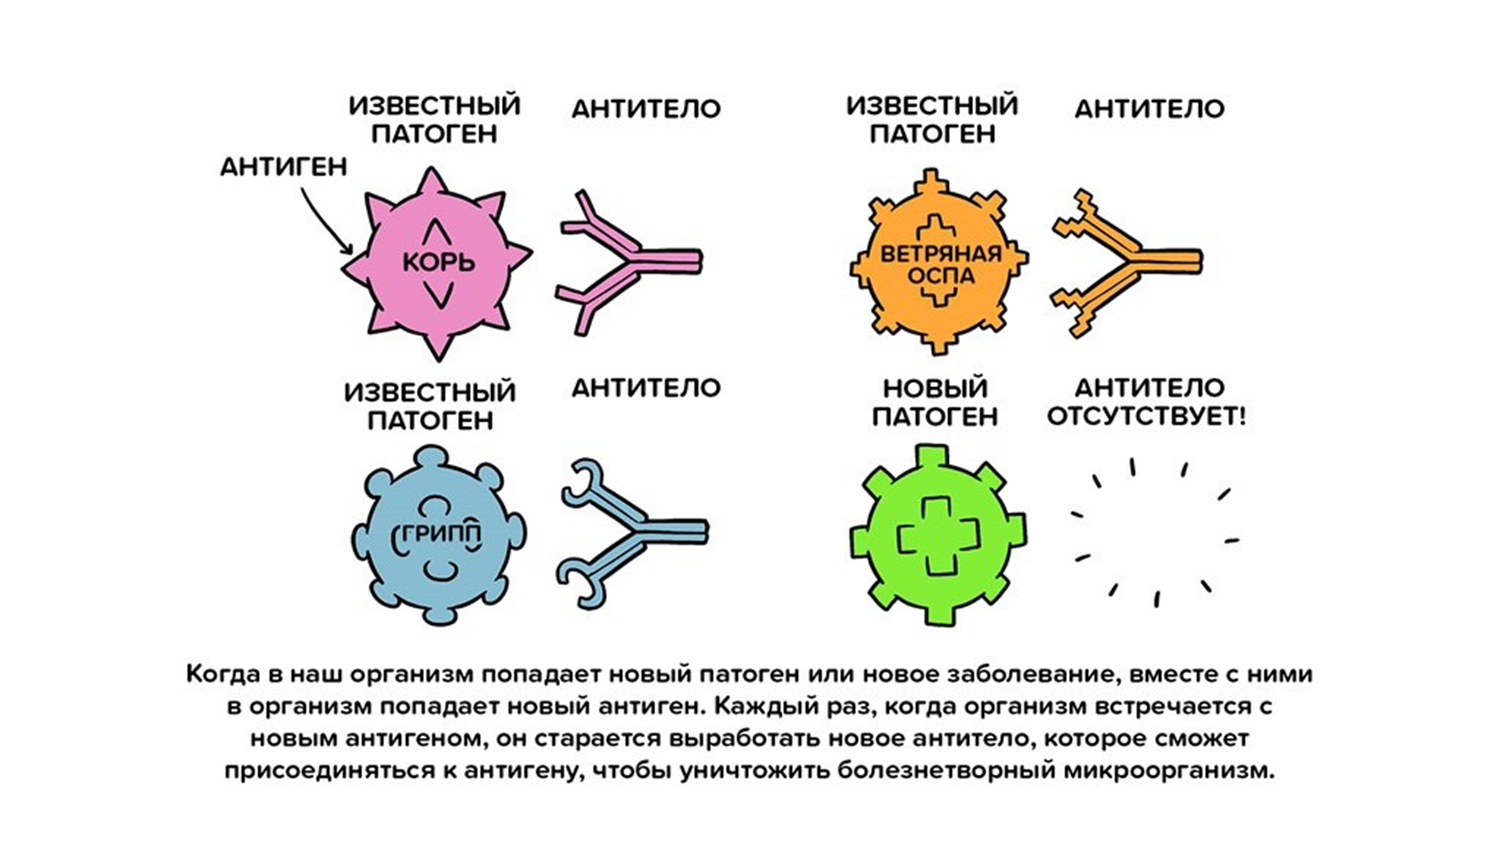 ИЗВЕСТНЫЙ
ПАТОГЕН
АНТИТЕЛО
ИЗВЕСТНЫЙ
ПАТОГЕН
АНТИТЕЛО
АНТИГЕН
КОРЬ
ВЕТРЯНАЯ
ОСПА
ИЗВЕСТНЫЙ
ПАТОГЕН
АНТИТЕЛО
НОВЫЙ
ПАТОГЕН
АНТИТЕЛО
ОТСУТСТВУЕТ!
ГРИПП
Когда в наш организм попадает новый патоген или новое заболевание, вместе с ними
в организм попадает новый антиген. Каждый раз, когда организм встречается с
новым антигеном, он старается выработать новое антитело, которое сможет
присоединяться к антигену, чтобы уничтожить болезнетворный микроорганизм.